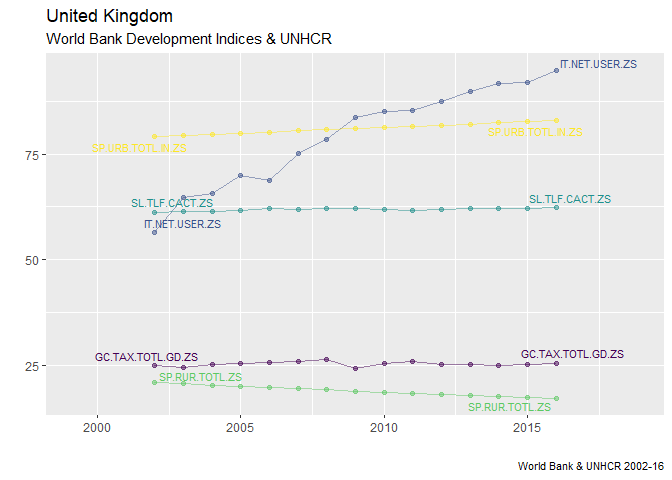 United Kingdom
World Bank Development Indices & UNHCR
IT.NET.USER.ZS
SP.URB.TOTL.IN.ZS
SP.URB.TOTL.IN.ZS
75
SL.TLF.CACT.ZS
SL.TLF.CACT.ZS
IT.NET.USER.ZS
50
GC.TAX.TOTL.GD.ZS
GC.TAX.TOTL.GD.ZS
25
SP.RUR.TOTL.ZS
SP.RUR.TOTL.ZS
2000 2005 2010 2015
World Bank & UNHCR 2002-16